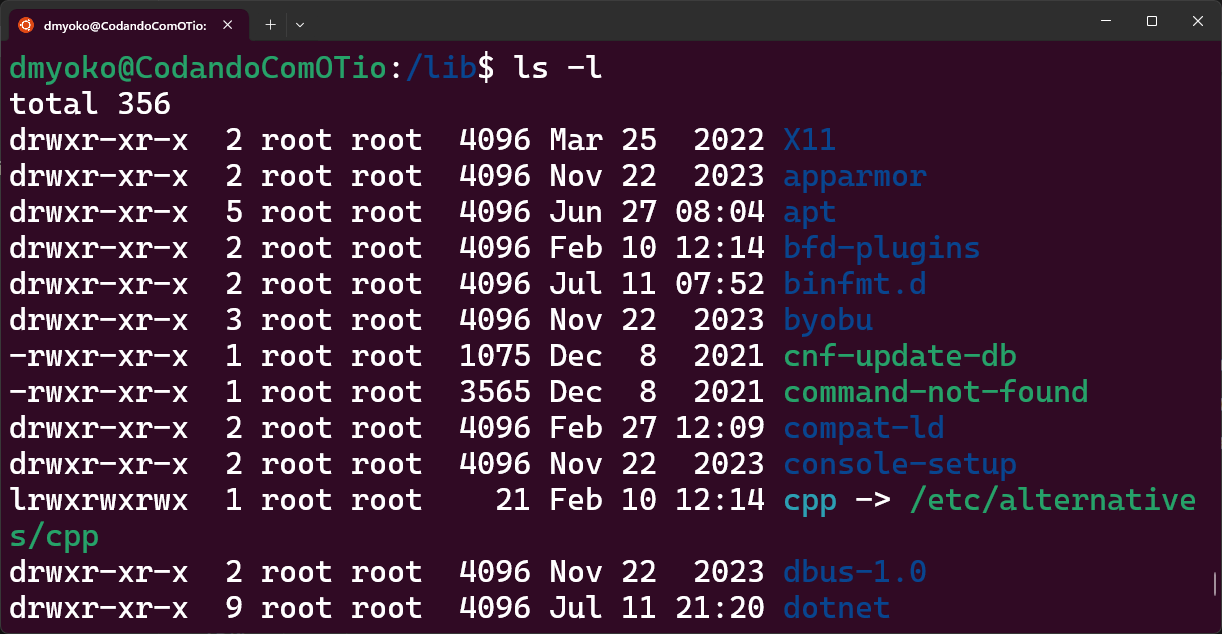 dmyoko@CodandoComOTio:
dmyoko@CodandoComOTio:/lib$ ls -l
total 356
drwxr-xr-x  2 root root  4096 Mar 25  2022 X11
drwxr-xr-x  2 root root  4096 Nov 22  2023 apparmor
drwxr-xr-x  5 root root  4096 Jun 27 08:04 apt
drwxr-xr-x  2 root root  4096 Feb 10 12:14 bfd-plugins
drwxr-xr-x  2 root root  4096 Jul 11 07:52 binfmt.d
drwxr-xr-x  3 root root  4096 Nov 22  2023 byobu
-rwxr-xr-x  1 root root  1075 Dec  8  2021 cnf-update-db
-rwxr-xr-x  1 root root  3565 Dec  8  2021 command-not-found
drwxr-xr-x  2 root root  4096 Feb 27 12:09 compat-ld
drwxr-xr-x  2 root root  4096 Nov 22  2023 console-setup
lrwxrwxrwx  1 root root    21 Feb 10 12:14 cpp -> /etc/alternative
s/cpp
drwxr-xr-x  2 root root  4096 Nov 22  2023 dbus-1.0
drwxr-xr-x  9 root root  4096 Jul 11 21:20 dotnet